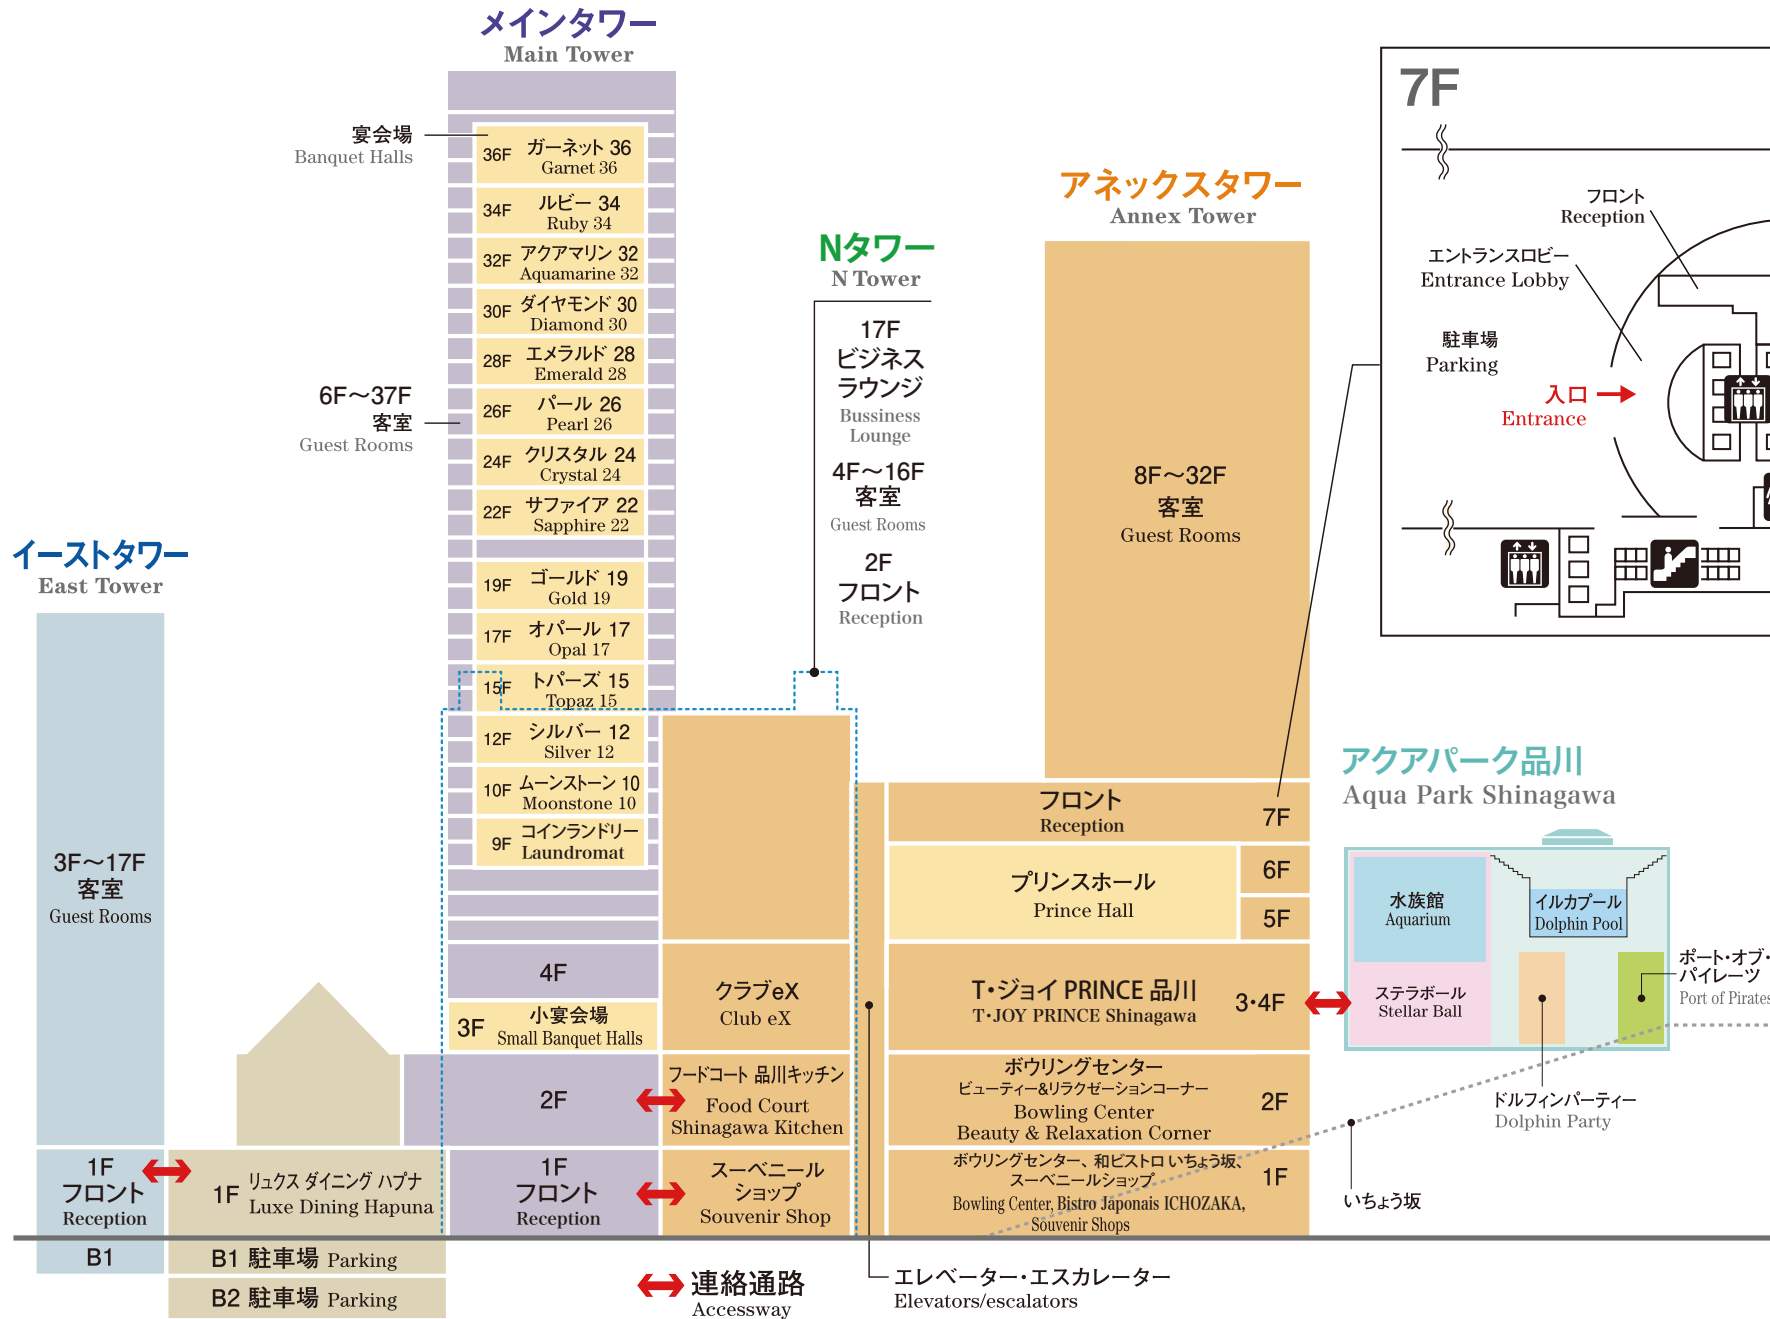 メインタワー
Main Tower
宴会場
Banquet Halls
36F ガーネット 36
Garnet 36
34F ルビー 34
Ruby 34
32F アクアマリン 32
Aquamarine 32
30F ダイヤモンド 30
Diamond 30
28F エメラルド 28
Emerald 28
26F パール 26
Pearl 26
24F クリスタル 24
Crystal 24
22F サファイア 22
Sapphire 22
19F ゴールド 19
Gold 19
17F オパール 17
Opal 17
15F トパーズ 15
Topaz 15
12F シルバー 12
Silver 12
10F ムーンストーン 10
Moonstone 10
9F コインランドリー
Laundromat
6F～37F
客室
Guest Rooms
4F
3F 小宴会場
Small Banquet Halls
2F
1F
フロント
Reception
イーストタワー
East Tower
3F～17F
客室
Guest Rooms
1F
フロント
Reception
B1
1F リュクス ダイニング ハプナ
Luxe Dining Hapuna
B1 駐車場 Parking
B2 駐車場 Parking
Nタワー
N Tower
17F
ビジネス
ラウンジ
Bussiness
Lounge
4F～16F
客室
Guest Rooms
2F
フロント
Reception
クラブeX
Club eX
フードコート 品川キッチン
Food Court
Shinagawa Kitchen
スーベニール
ショップ
Souvenir Shop
連絡通路
Accessway
エレベーター・エスカレーター
Elevators/escalators
アネックスタワー
Annex Tower
8F～32F
客室
Guest Rooms
フロント
Reception
7F
プリンスホール
Prince Hall
6F
5F
T・ジョイ PRINCE 品川
T・JOY PRINCE Shinagawa
3・4F
ボウリングセンター
ビューティー&リラクゼーションコーナー
Bowling Center
Beauty & Relaxation Corner
2F
ボウリングセンター、和ビストロ いちょう坂、
スーベニールショップ
Bowling Center, Bistro Japonais ICHOZAKA,
Souvenir Shops
1F
7F
フロント
Reception
エントランスロビー
Entrance Lobby
駐車場
Parking
入口
Entrance
アクアパーク品川
Aqua Park Shinagawa
水族館
Aquarium
イルカプール
Dolphin Pool
ステラボール
Stellar Ball
ポート・オブ・
パイレーツ
Port of Pirates
ドルフィンパーティー
Dolphin Party
いちょう坂